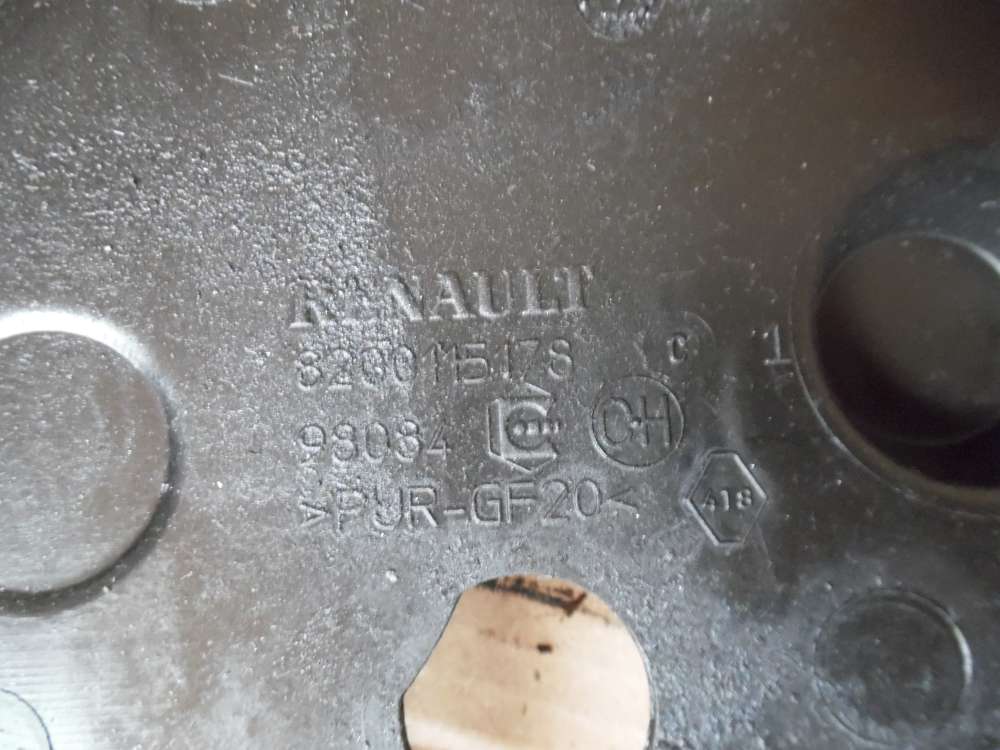 RENAULT
8200115178 C 1
98084 C+H
>PUR-GF20< 418